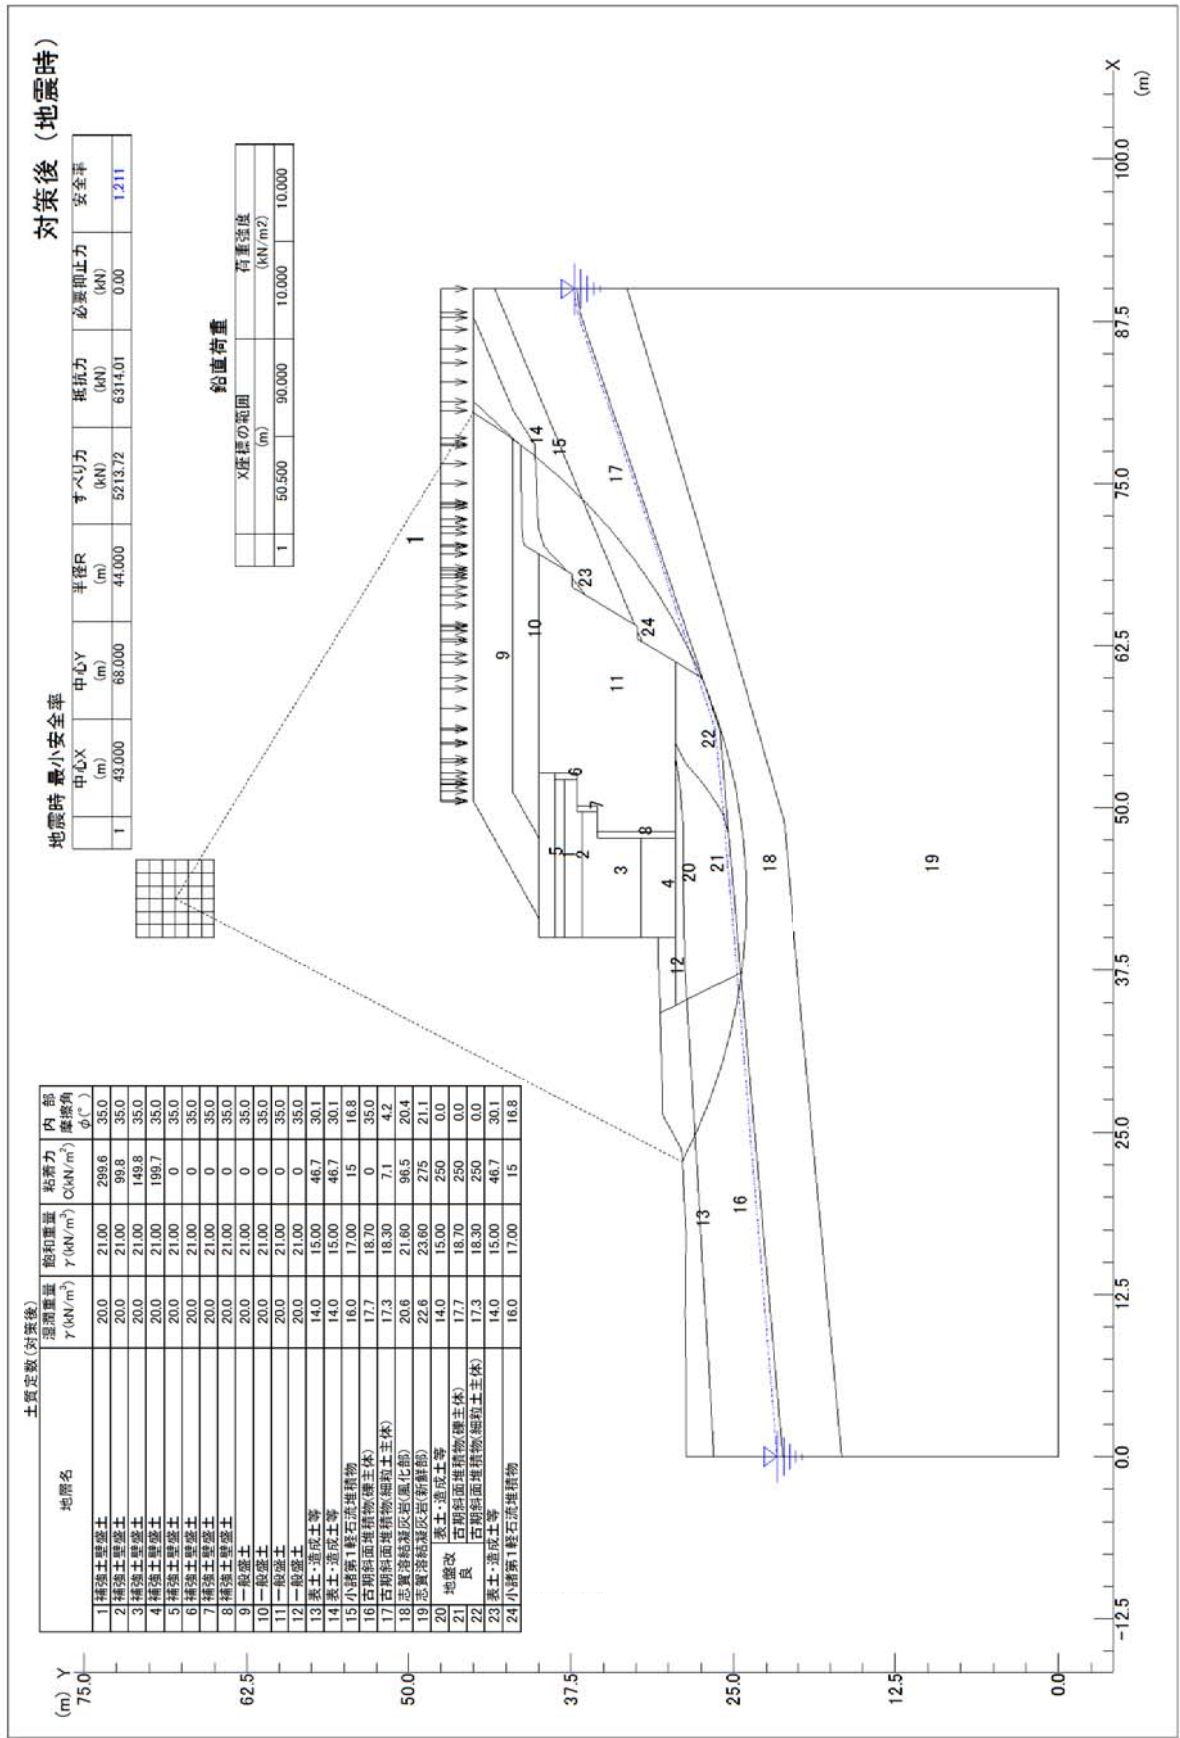 対策後 (地震時)
地震時 最小安全率
中心X 中心Y 半径R すべり力 抵抗力 必要抑止力 安全率
(m) (m) (m) (kN) (kN) (kN)
1 43.000 68.000 44.000 5213.72 6314.01 0.00 1.211
鉛直荷重
X座標の範囲 荷重強度
(m) (kN/m2)
1 50.500 90.000 10.000 10.000
土質定数(対策後)
地層名 湿潤重量 飽和重量 粘着力 内 部
摩擦角
γ(kN/m³) γ(kN/m³) C(kN/m²) φ(°)
1 補強土壁盛土 20.0 21.00 299.6 35.0
2 補強土壁盛土 20.0 21.00 99.8 35.0
3 補強土壁盛土 20.0 21.00 149.8 35.0
4 補強土壁盛土 20.0 21.00 199.7 35.0
5 補強土壁盛土 20.0 21.00 0 35.0
6 補強土壁盛土 20.0 21.00 0 35.0
7 補強土壁盛土 20.0 21.00 0 35.0
8 補強土壁盛土 20.0 21.00 0 35.0
9 一般盛土 20.0 21.00 0 35.0
10 一般盛土 20.0 21.00 0 35.0
11 一般盛土 20.0 21.00 0 35.0
12 一般盛土 20.0 21.00 0 35.0
13 表土・造成土等 14.0 15.00 46.7 30.1
14 表土・造成土等 14.0 15.00 46.7 30.1
15 小諸第1軽石流堆積物 16.0 17.00 15 16.8
16 古期斜面堆積物(礫主体) 17.7 18.70 0 35.0
17 古期斜面堆積物(細粒土主体) 17.3 18.30 7.1 4.2
18 志賀溶結凝灰岩(風化部) 20.6 21.60 96.5 20.4
19 志賀溶結凝灰岩(新鮮部) 22.6 23.60 275 21.1
20 地盤改良 表土・造成土等 14.0 15.00 250 0.0
21 古期斜面堆積物(礫主体) 17.7 18.70 250 0.0
22 古期斜面堆積物(細粒土主体) 17.3 18.30 250 0.0
23 表土・造成土等 14.0 15.00 46.7 30.1
24 小諸第1軽石流堆積物 16.0 17.00 15 16.8
Y
(m)
75.0
62.5
50.0
37.5
25.0
12.5
0.0
1
9
10
14
15
17
23
24
11
6
7
8
5
1
2
3
4
20
21
22
12
18
19
13
16
-12.5 0.0 12.5 25.0 37.5 50.0 62.5 75.0 87.5 100.0 X
(m)